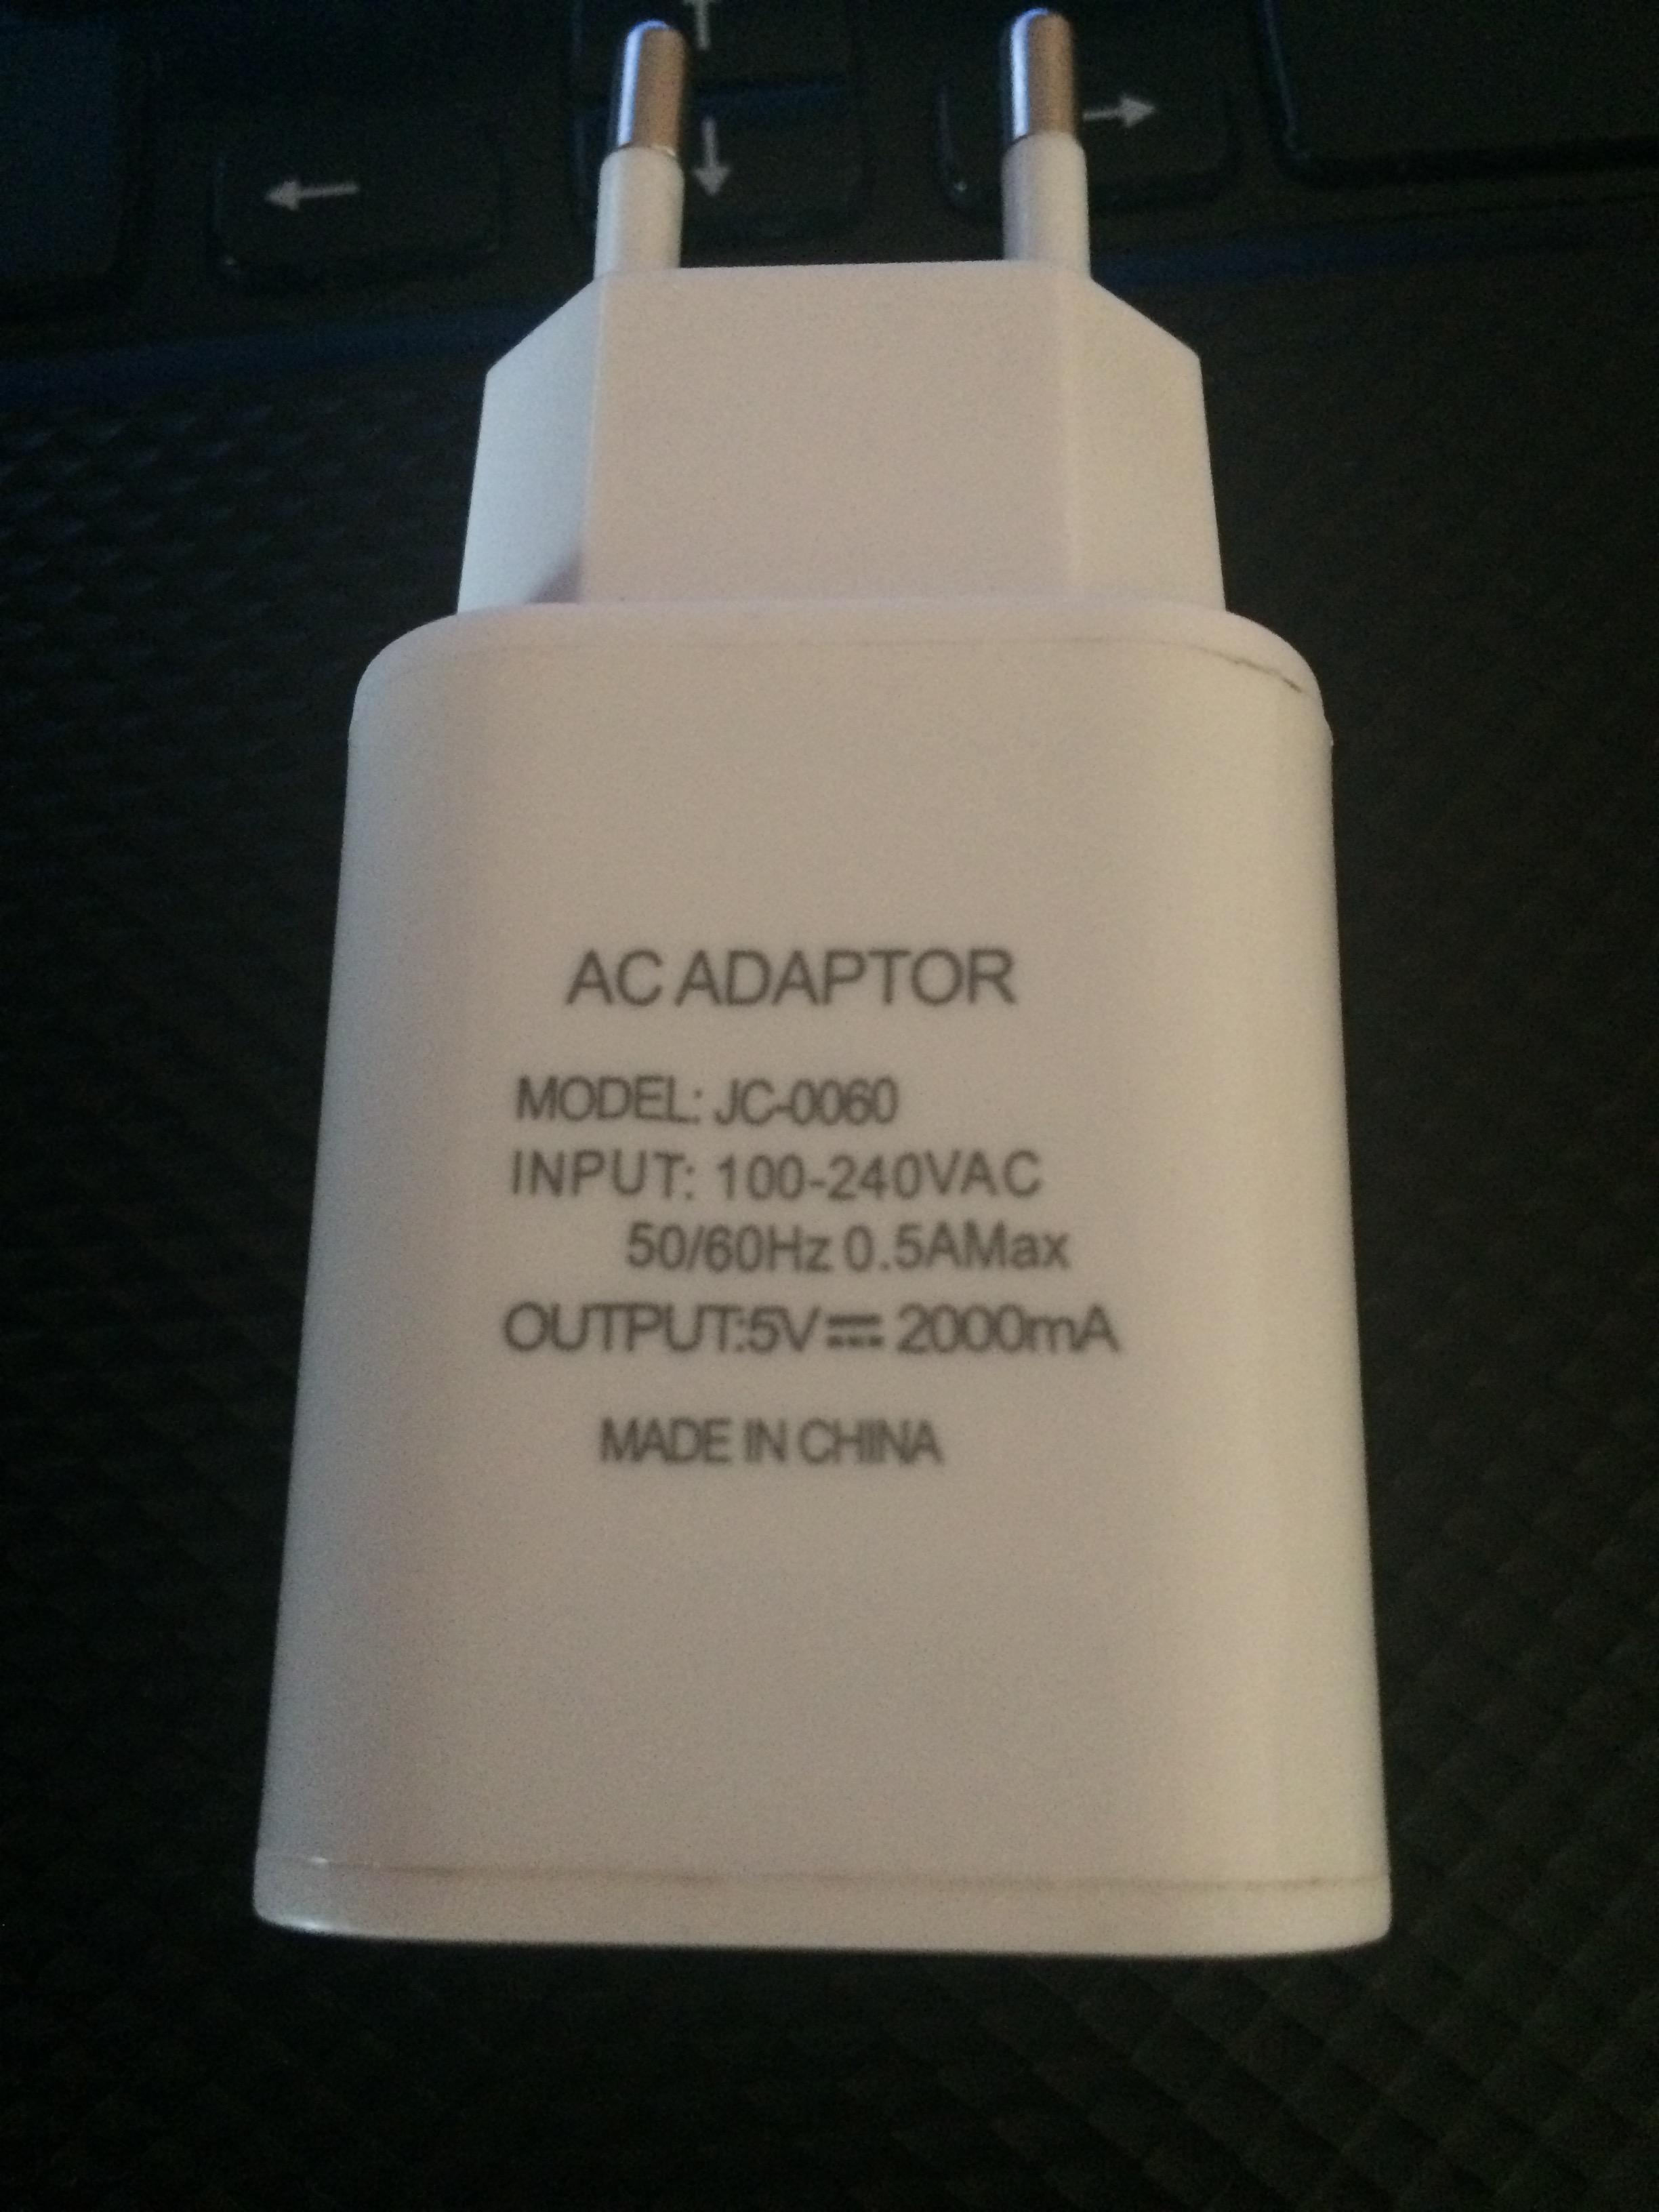 AC ADAPTOR
MODEL: JC-0060
INPUT: 100-240VAC
50/60Hz 0.5AMax
OUTPUT:5V⎓2000mA
MADE IN CHINA